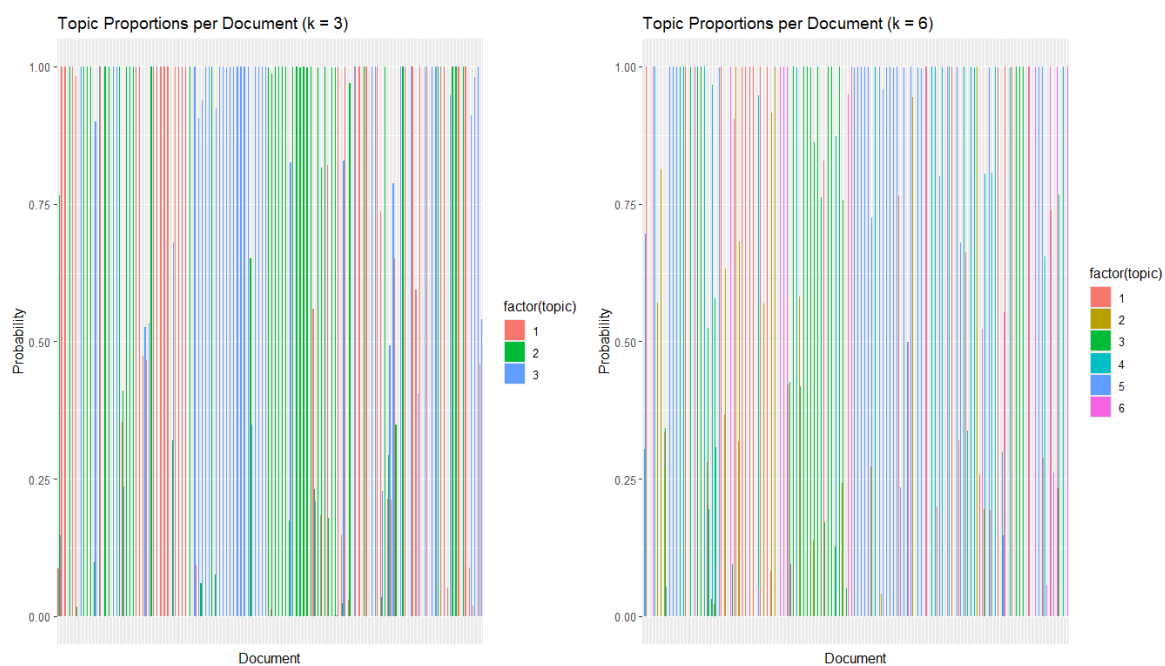 Topic Proportions per Document (k = 3)
1.00
0.75
0.50
0.25
0.00
Probability
Document
factor(topic)
1
2
3
Topic Proportions per Document (k = 6)
1.00
0.75
0.50
0.25
0.00
Probability
Document
factor(topic)
1
2
3
4
5
6